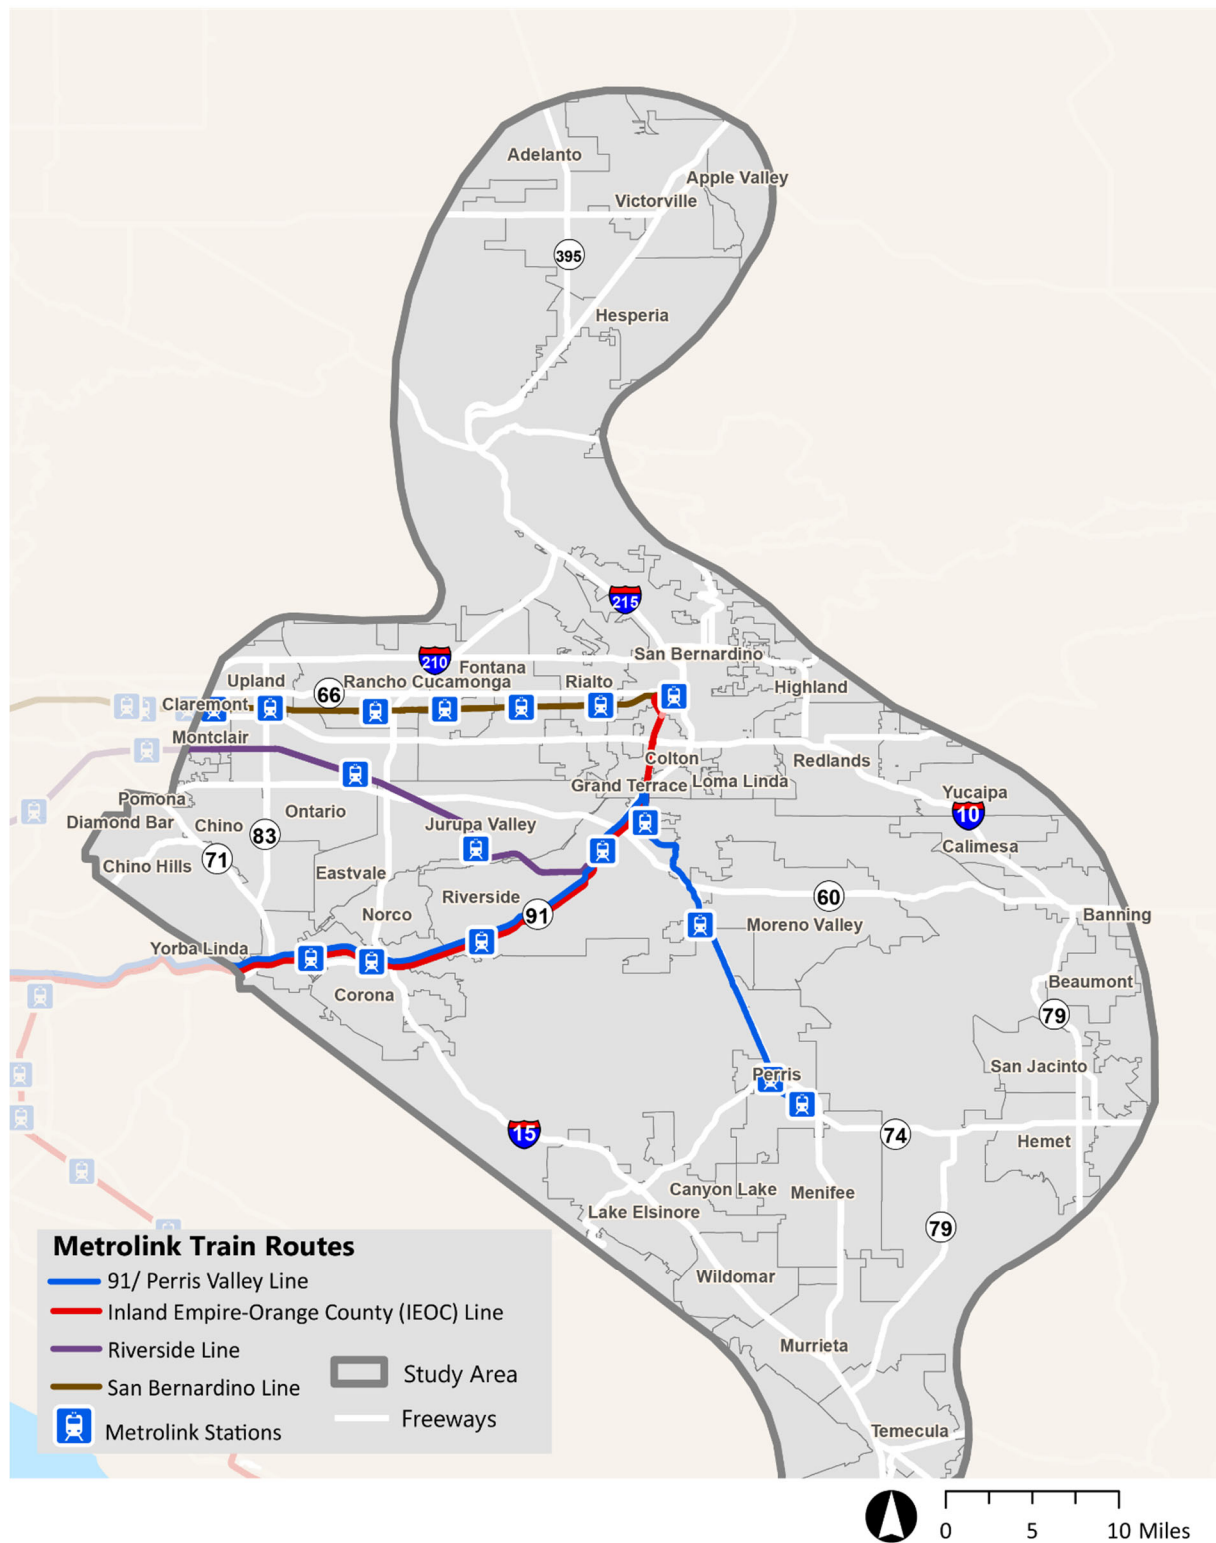 Adelanto
Apple Valley
Victorville
395
Hesperia
215
San Bernardino
210
Fontana
Upland
66
Rancho Cucamonga
Rialto
Highland
Claremont
Montclair
Colton
Redlands
Grand Terrace
Loma Linda
Pomona
Yucaipa
Diamond Bar
Chino
Ontario
10
83
Jurupa Valley
Calimesa
71
Chino Hills
Eastvale
60
Riverside
91
Norco
Banning
Moreno Valley
Yorba Linda
Beaumont
Corona
79
San Jacinto
Perris
15
74
Hemet
Canyon Lake
Menifee
Lake Elsinore
79
Wildomar
Murrieta
Temecula
Metrolink Train Routes
91/ Perris Valley Line
Inland Empire-Orange County (IEOC) Line
Riverside Line
San Bernardino Line
Metrolink Stations
Study Area
Freeways
0 5 10 Miles